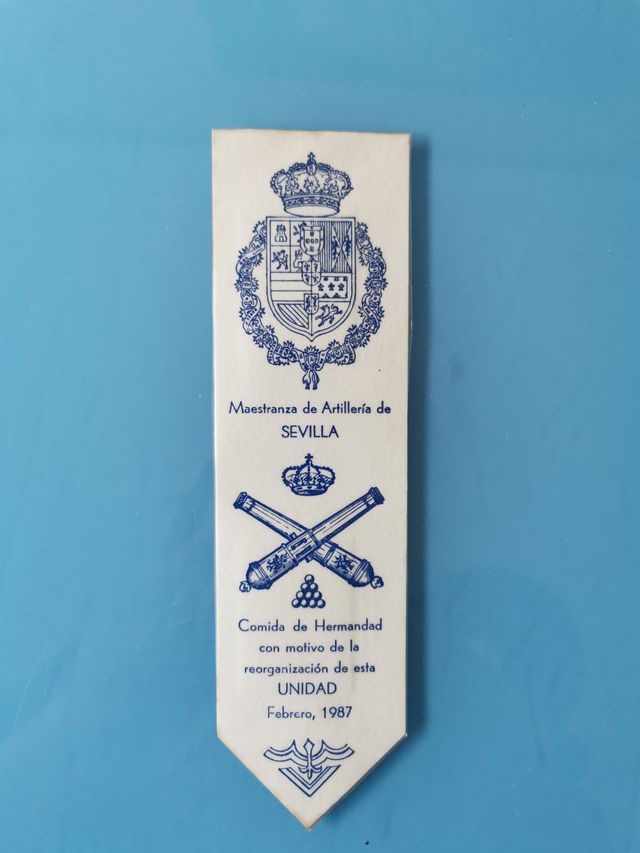 Maestranza de Artillería de
SEVILLA
Comida de Hermandad
con motivo de la
reorganización de esta
UNIDAD
Febrero, 1987